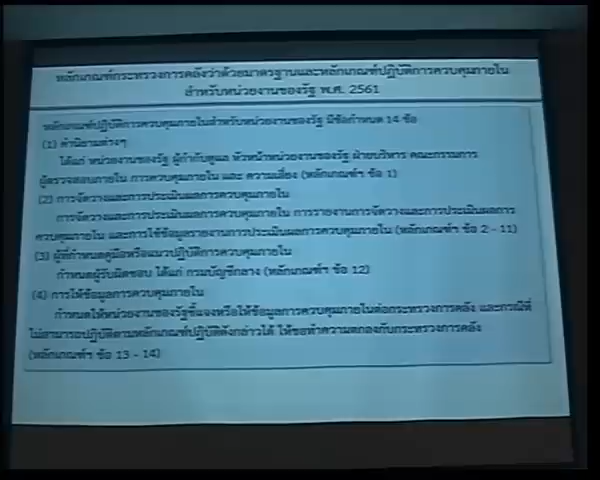 หลักเกณฑ์กระทรวงการคลังว่าด้วยมาตรฐานและหลักเกณฑ์ปฏิบัติการควบคุมภายใน
สำหรับหน่วยงานของรัฐ พ.ศ. 2561
หลักเกณฑ์ปฏิบัติการควบคุมภายในสำหรับหน่วยงานของรัฐ มีข้อกำหนด 14 ข้อ
(1) คำนิยามต่างๆ
ได้แก่ หน่วยงานของรัฐ ผู้กำกับดูแล หัวหน้าหน่วยงานของรัฐ ฝ่ายบริหาร คณะกรรมการ
ผู้ตรวจสอบภายใน การควบคุมภายใน และ ความเสี่ยง (หลักเกณฑ์ฯ ข้อ 1)
(2) การจัดวางและการประเมินผลการควบคุมภายใน
การจัดวางและการประเมินผลการควบคุมภายใน การรายงานการจัดวางและการประเมินผลการ
ควบคุมภายใน และการใช้ข้อมูลรายงานการประเมินผลการควบคุมภายใน (หลักเกณฑ์ฯ ข้อ 2 - 11)
(3) ผู้ที่กำหนดคู่มือหรือแนวปฏิบัติการควบคุมภายใน
กำหนดผู้รับผิดชอบ ได้แก่ กรมบัญชีกลาง (หลักเกณฑ์ฯ ข้อ 12)
(4) การให้ข้อมูลการควบคุมภายใน
กำหนดให้หน่วยงานของรัฐชี้แจงหรือให้ข้อมูลการควบคุมภายในต่อกระทรวงการคลัง และกรณีที่
ไม่สามารถปฏิบัติตามหลักเกณฑ์ปฏิบัติดังกล่าวได้ ให้ขอทำความตกลงกับกระทรวงการคลัง
(หลักเกณฑ์ฯ ข้อ 13 - 14)